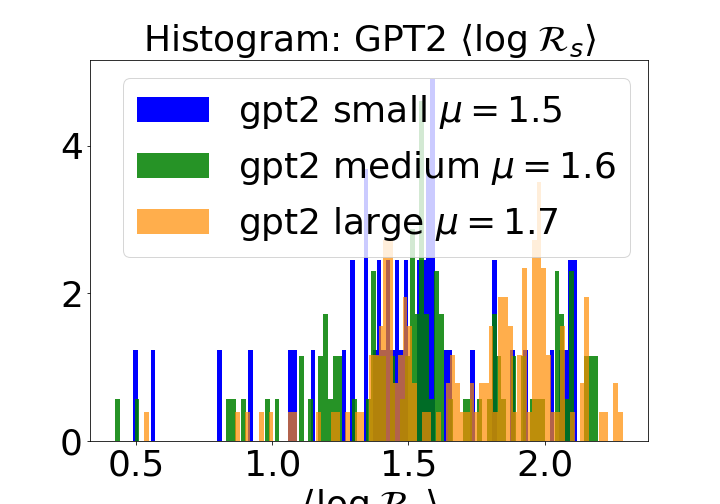 Histogram: GPT2 ⟨log ℛₛ⟩
gpt2 small μ = 1.5
gpt2 medium μ = 1.6
gpt2 large μ = 1.7
4
2
0
0.5 1.0 1.5 2.0
⟨log ℛ